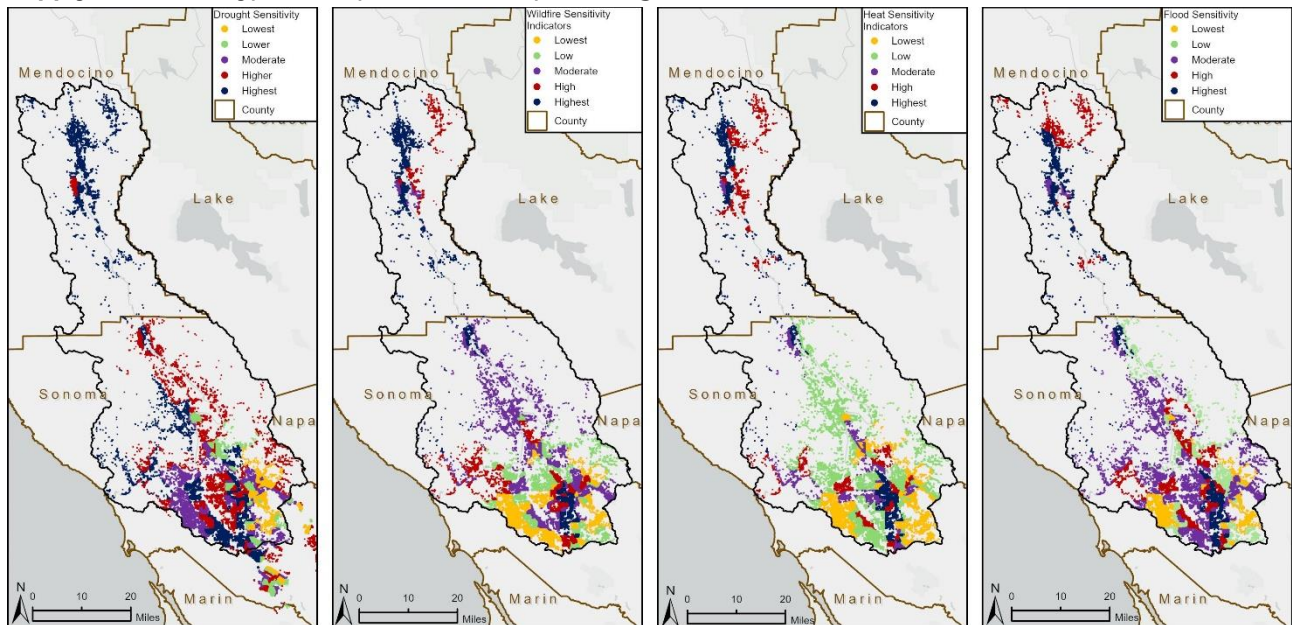 Drought Sensitivity
Lowest
Lower
Moderate
Higher
Highest
County
Mendocino
Lake
Sonoma
Napa
Marin
N
0 10 20
Miles
Wildfire Sensitivity
Indicators
Lowest
Low
Moderate
High
Highest
County
Mendocino
Lake
Sonoma
Napa
Marin
N
0 10 20
Miles
Heat Sensitivity
Indicators
Lowest
Low
Moderate
High
Highest
County
Mendocino
Lake
Sonoma
Napa
Marin
N
0 10 20
Miles
Flood Sensitivity
Lowest
Low
Moderate
High
Highest
County
Mendocino
Lake
Sonoma
Napa
Marin
N
0 10 20
Miles